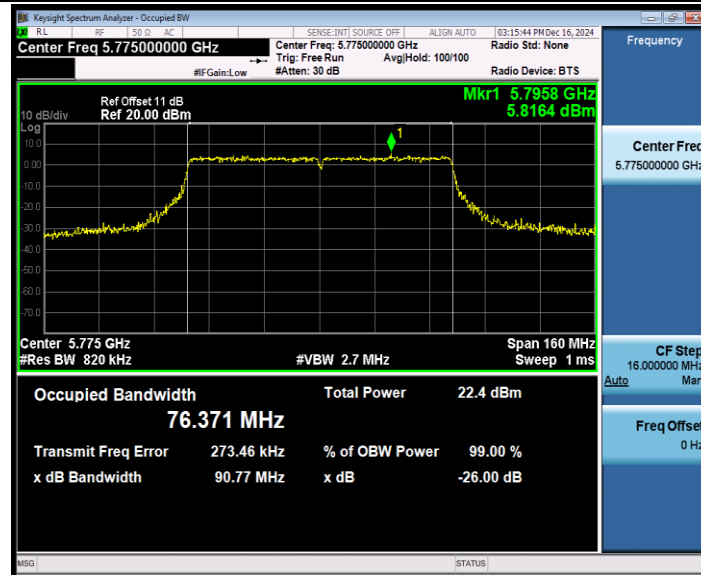 Keysight Spectrum Analyzer - Occupied BW
RL RF 50 Ω AC SENSE:INT SOURCE OFF ALIGN AUTO 03:15:44 PM Dec 16, 2024
Center Freq 5.775000000 GHz
Center Freq: 5.775000000 GHz Radio Std: None
Trig: Free Run Avg|Hold: 100/100
#IFGain:Low #Atten: 30 dB Radio Device: BTS
Mkr1 5.7958 GHz
5.8164 dBm
Ref Offset 11 dB
10 dB/div Ref 20.00 dBm
Log
1
10.0
0.00
-10.0
-20.0
-30.0
-40.0
-50.0
-60.0
-70.0
Center 5.775 GHz Span 160 MHz
#Res BW 820 kHz #VBW 2.7 MHz Sweep 1 ms
Occupied Bandwidth Total Power 22.4 dBm
76.371 MHz
Transmit Freq Error 273.46 kHz % of OBW Power 99.00 %
x dB Bandwidth 90.77 MHz x dB -26.00 dB
MSG STATUS
Frequency
Center Freq
5.775000000 GHz
CF Step
16.000000 MHz
Auto Man
Freq Offset
0 Hz